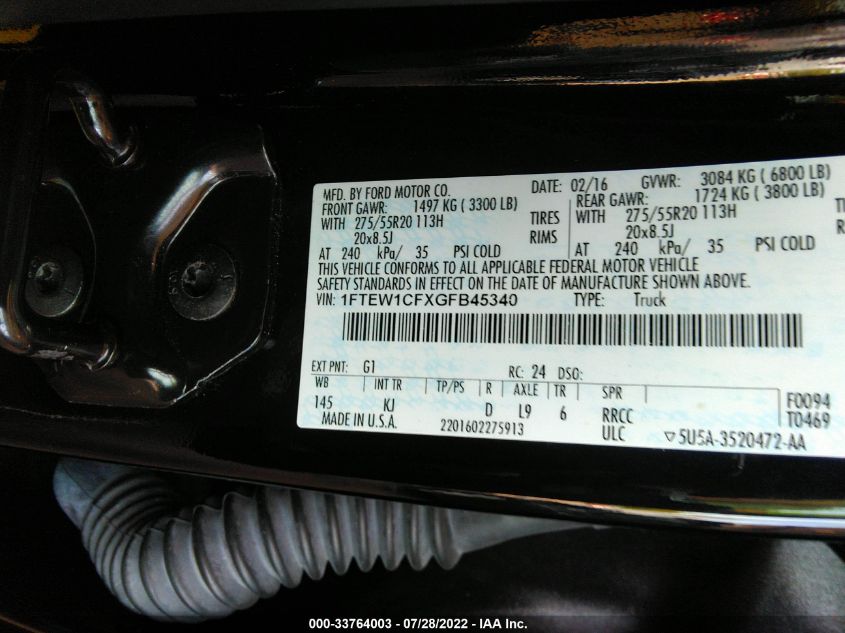 MFD. BY FORD MOTOR CO. DATE: 02/16 GVWR: 3084 KG ( 6800 LB)
FRONT GAWR: 1497 KG ( 3300 LB) REAR GAWR: 1724 KG ( 3800 LB)
WITH 275/55R20 113H TIRES WITH 275/55R20 113H
20x8.5J RIMS 20x8.5J
AT 240 kPa/ 35 PSI COLD AT 240 kPa/ 35 PSI COLD
THIS VEHICLE CONFORMS TO ALL APPLICABLE FEDERAL MOTOR VEHICLE
SAFETY STANDARDS IN EFFECT ON THE DATE OF MANUFACTURE SHOWN ABOVE.
VIN: 1FTEW1CFXGFB45340 TYPE: Truck
EXT PNT: G1 RC: 24 DSO:
WB INT TR TP/PS R AXLE TR SPR F0094
145 KJ D L9 6 RRCC T0469
MADE IN U.S.A. 2201602275913 ULC ▽5U5A-3520472-AA
000-33764003 - 07/28/2022 - IAA Inc.